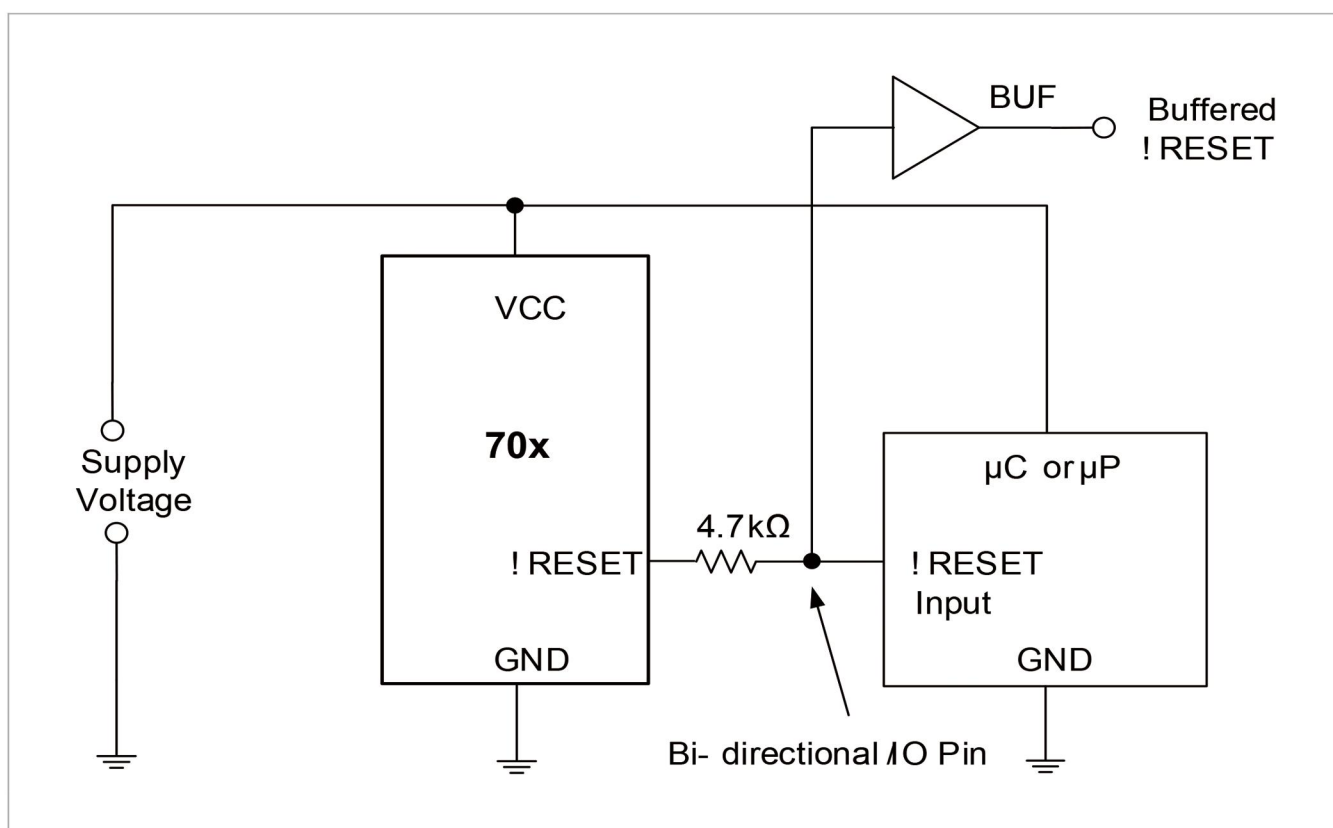 BUF
Buffered
! RESET
VCC
70x
Supply
Voltage
µC or µP
4.7kΩ
! RESET
! RESET
Input
GND
GND
Bi- directional I/O Pin